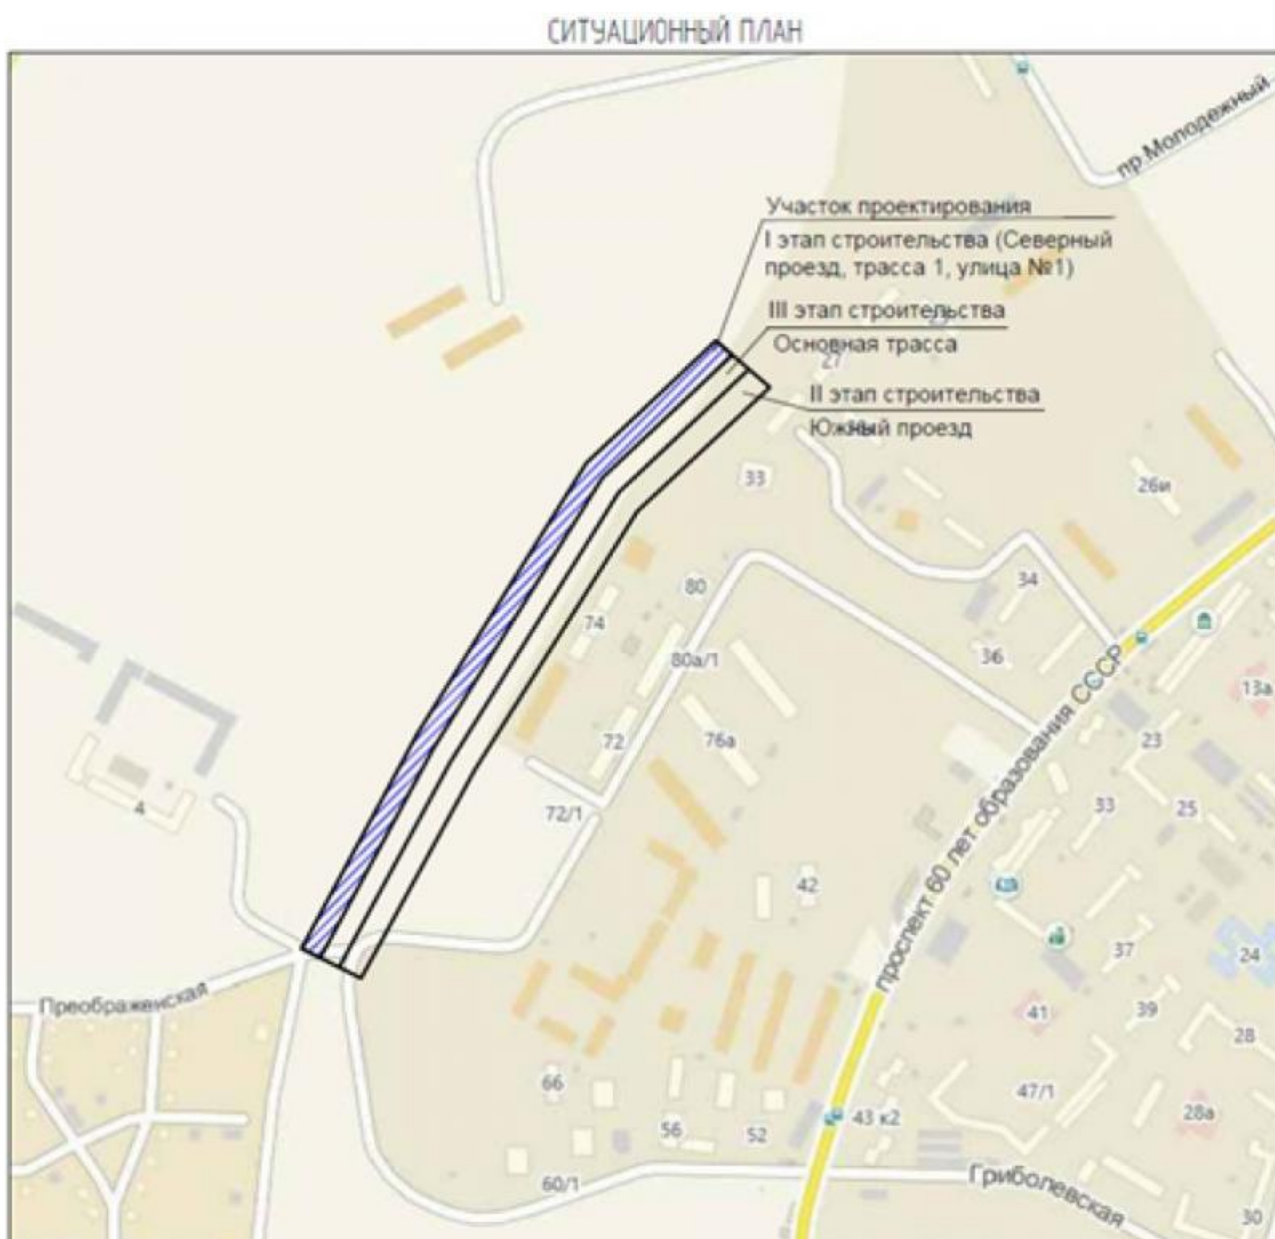 СИТУАЦИОННЫЙ ПЛАН
пр.Молодежный
Участок проектирования
I этап строительства (Северный
проезд, трасса 1, улица №1)
III этап строительства
Основная трасса
27
II этап строительства
Южный проезд
33
26и
34
80
74
36
80а/1
13а
72
76а
23
проспект 60 лет образования СССР
4
72/1
33
25
42
37
24
Преображенская
41
39
28
66
47/1
43 к2
28а
56
52
60/1
Гриболевская
30